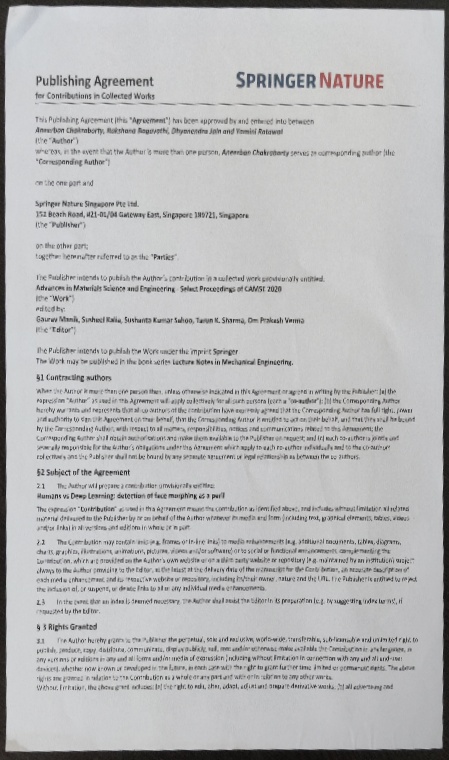 Publishing Agreement
for Contributions in Collected Works
SPRINGER NATURE
This Publishing Agreement (this "Agreement") has been approved by and entered into between
Aneerban Chakraborty, Rakshana Ragavathi, Dhyanendra Jain and Yamini Ratawal
(the "Author")
whereas, in the event that the Author is more than one person, Aneerban Chakraborty serves as corresponding author (the
"Corresponding Author")
on the one part and
Springer Nature Singapore Pte Ltd.
152 Beach Road, #21-01/04 Gateway East, Singapore 189721, Singapore
(the "Publisher")
on the other part;
together hereinafter referred to as the "Parties".
The Publisher intends to publish the Author's contribution in a collected work provisionally entitled:
Advances in Materials Science and Engineering - Select Proceedings of CAMSE 2020
(the "Work")
edited by:
Gaurav Manik, Susheel Kalia, Sushanta Kumar Sahoo, Tarun K. Sharma, Om Prakash Verma
(the "Editor")
The Publisher intends to publish the Work under the imprint Springer
The Work may be published in the book series Lecture Notes in Mechanical Engineering.
§1 Contracting authors
When the Author is more than one person then, unless otherwise indicated in this Agreement or agreed in writing by the Publisher: (a) the
expression "Author" as used in this Agreement will apply collectively for all such persons (each a "co-author"); (b) the Corresponding Author
hereby warrants and represents that all co-authors of the contribution have expressly agreed that the Corresponding Author has full right, power
and authority to sign this Agreement on their behalf, that the Corresponding Author is entitled to act on their behalf, and that they shall be bound
by the Corresponding Author, with respect to all matters, responsibilities, notices and communications related to this Agreement; the
Corresponding Author shall obtain authorisations and make them available to the Publisher on request; and (c) each co-author is jointly and
severally responsible for the Author's obligations under this Agreement which apply to each co-author individually and to the co-authors
collectively and the Publisher shall not be bound by any separate agreement or legal relationship as between the co-authors.
§2 Subject of the Agreement
2.1 The Author will prepare a contribution provisionally entitled:
Humans vs Deep Learning: detection of face morphing as a peril
The expression "Contribution" as used in this Agreement means the contribution as identified above, and includes without limitation all related
material delivered to the Publisher by or on behalf of the Author whatever its media and form (including text, graphical elements, tables, videos
and/or links) in all versions and editions in whole or in part.
2.2 The Contribution may contain links (e.g. frames or in-line links) to media enhancements (e.g. additional documents, tables, diagrams,
charts, graphics, illustrations, animations, pictures, videos and/or software) or to social or functional enhancements, complementing the
Contribution, which are provided on the Author's own website or on a third party website or repository (e.g. maintained by an institution) subject
always to the Author providing to the Editor, at the latest at the delivery date of the manuscript for the Contribution, an accurate description of
each media enhancement and its respective website or repository, including its/their owner, nature and the URL. The Publisher is entitled to reject
the inclusion of, or suspend, or delete links to all or any individual media enhancements.
2.3 In the event that an index is deemed necessary, the Author shall assist the Editor in its preparation (e.g. by suggesting index terms), if
requested by the Editor.
§ 3 Rights Granted
3.1 The Author hereby grants to the Publisher the perpetual, sole and exclusive, world-wide, transferable, sub-licensable and unlimited right to
publish, produce, copy, distribute, communicate, display publicly, sell, rent and/or otherwise make available the Contribution in any language, in
any versions or editions in any and all forms and/or media of expression (including without limitation in connection with any and all end-user
devices), whether now known or developed in the future, in each case with the right to grant further time-limited or permanent rights. The above
rights are granted in relation to the Contribution as a whole or any part and with or in relation to any other works.
Without limitation, the above grant includes: (a) the right to edit, alter, adapt, adjust and prepare derivative works; (b) all advertising and